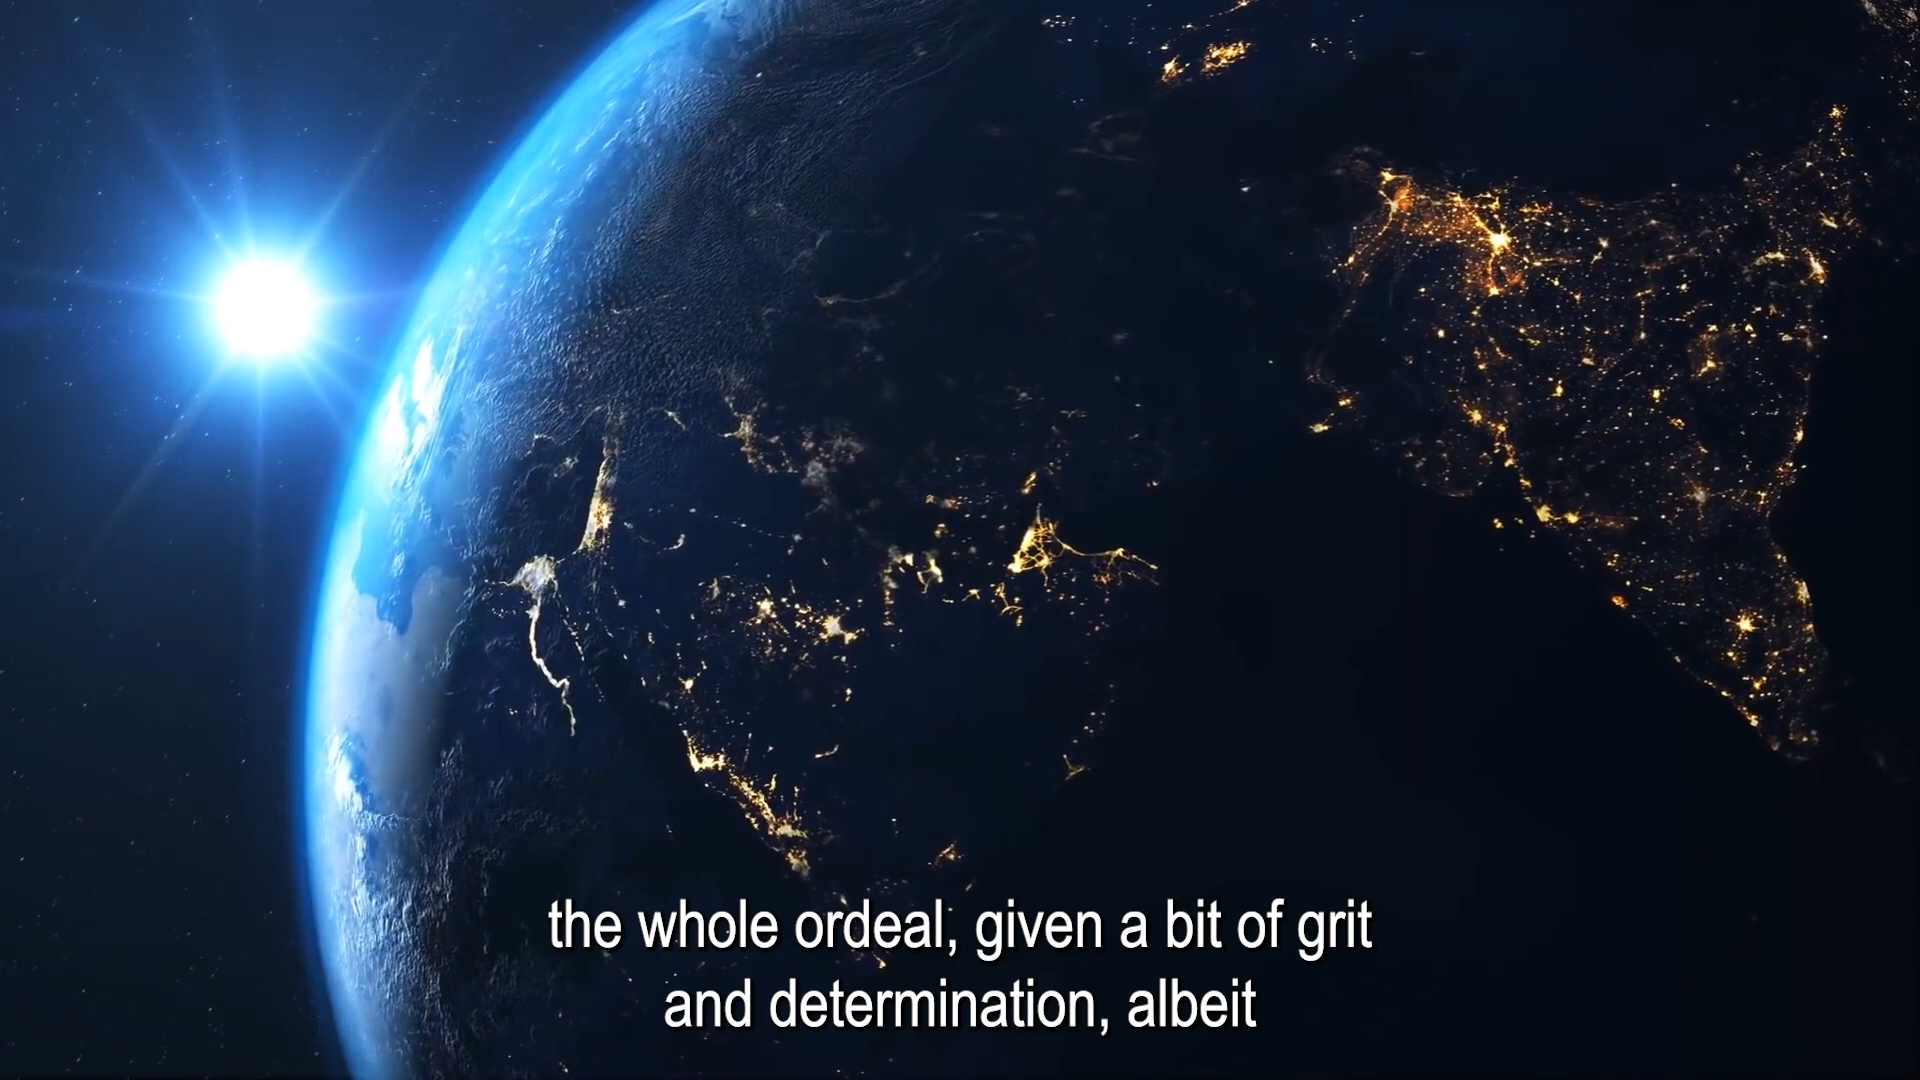 the whole ordeal, given a bit of grit
and determination, albeit